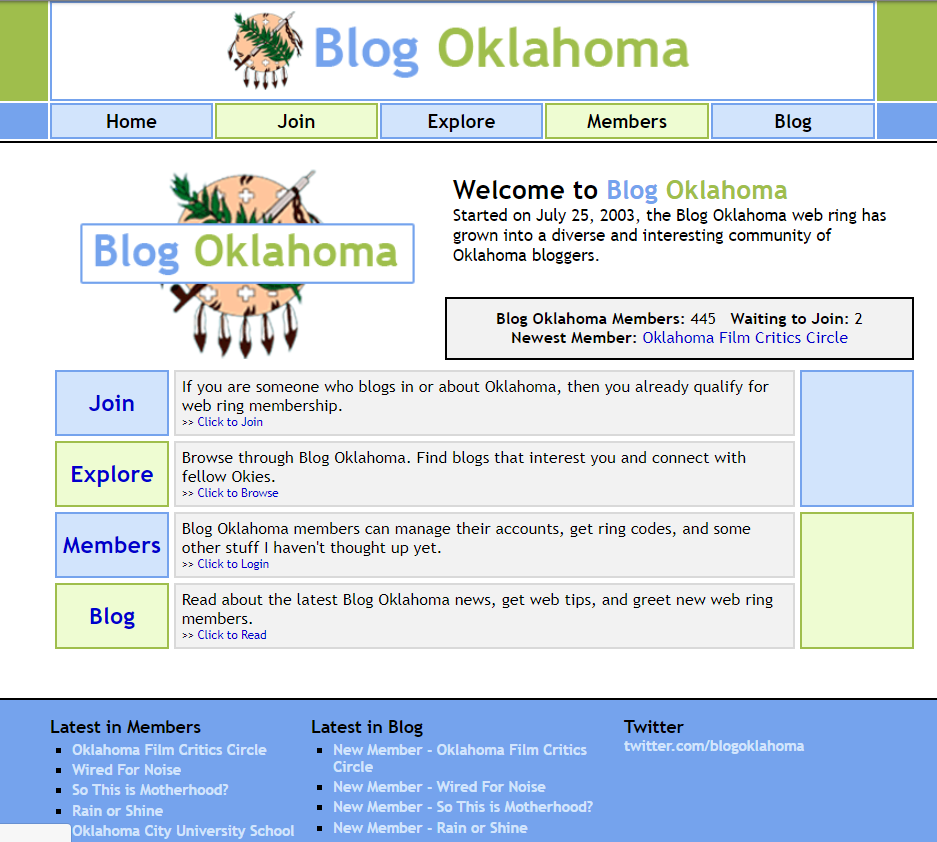 Blog Oklahoma
Home
Join
Explore
Members
Blog
Blog Oklahoma
Welcome to Blog Oklahoma
Started on July 25, 2003, the Blog Oklahoma web ring has
grown into a diverse and interesting community of
Oklahoma bloggers.
Blog Oklahoma Members: 445 Waiting to Join: 2
Newest Member: Oklahoma Film Critics Circle
Join
If you are someone who blogs in or about Oklahoma, then you already qualify for
web ring membership.
>> Click to Join
Explore
Browse through Blog Oklahoma. Find blogs that interest you and connect with
fellow Okies.
>> Click to Browse
Members
Blog Oklahoma members can manage their accounts, get ring codes, and some
other stuff I haven't thought up yet.
>> Click to Login
Blog
Read about the latest Blog Oklahoma news, get web tips, and greet new web ring
members.
>> Click to Read
Latest in Members
Oklahoma Film Critics Circle
Wired For Noise
So This is Motherhood?
Rain or Shine
Oklahoma City University School
Latest in Blog
New Member - Oklahoma Film Critics
Circle
New Member - Wired For Noise
New Member - So This is Motherhood?
New Member - Rain or Shine
Twitter
twitter.com/blogoklahoma